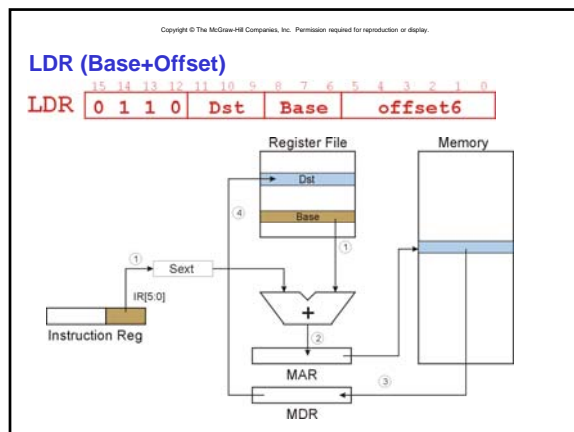 Copyright © The McGraw-Hill Companies, Inc. Permission required for reproduction or display.
LDR (Base+Offset)
15 14 13 12 11 10 9 8 7 6 5 4 3 2 1 0
LDR 0 1 1 0 Dst Base offset6
Register File
Memory
Dst
④
Base
①
①
Sext
IR[5:0]
+
Instruction Reg
②
MAR
③
MDR